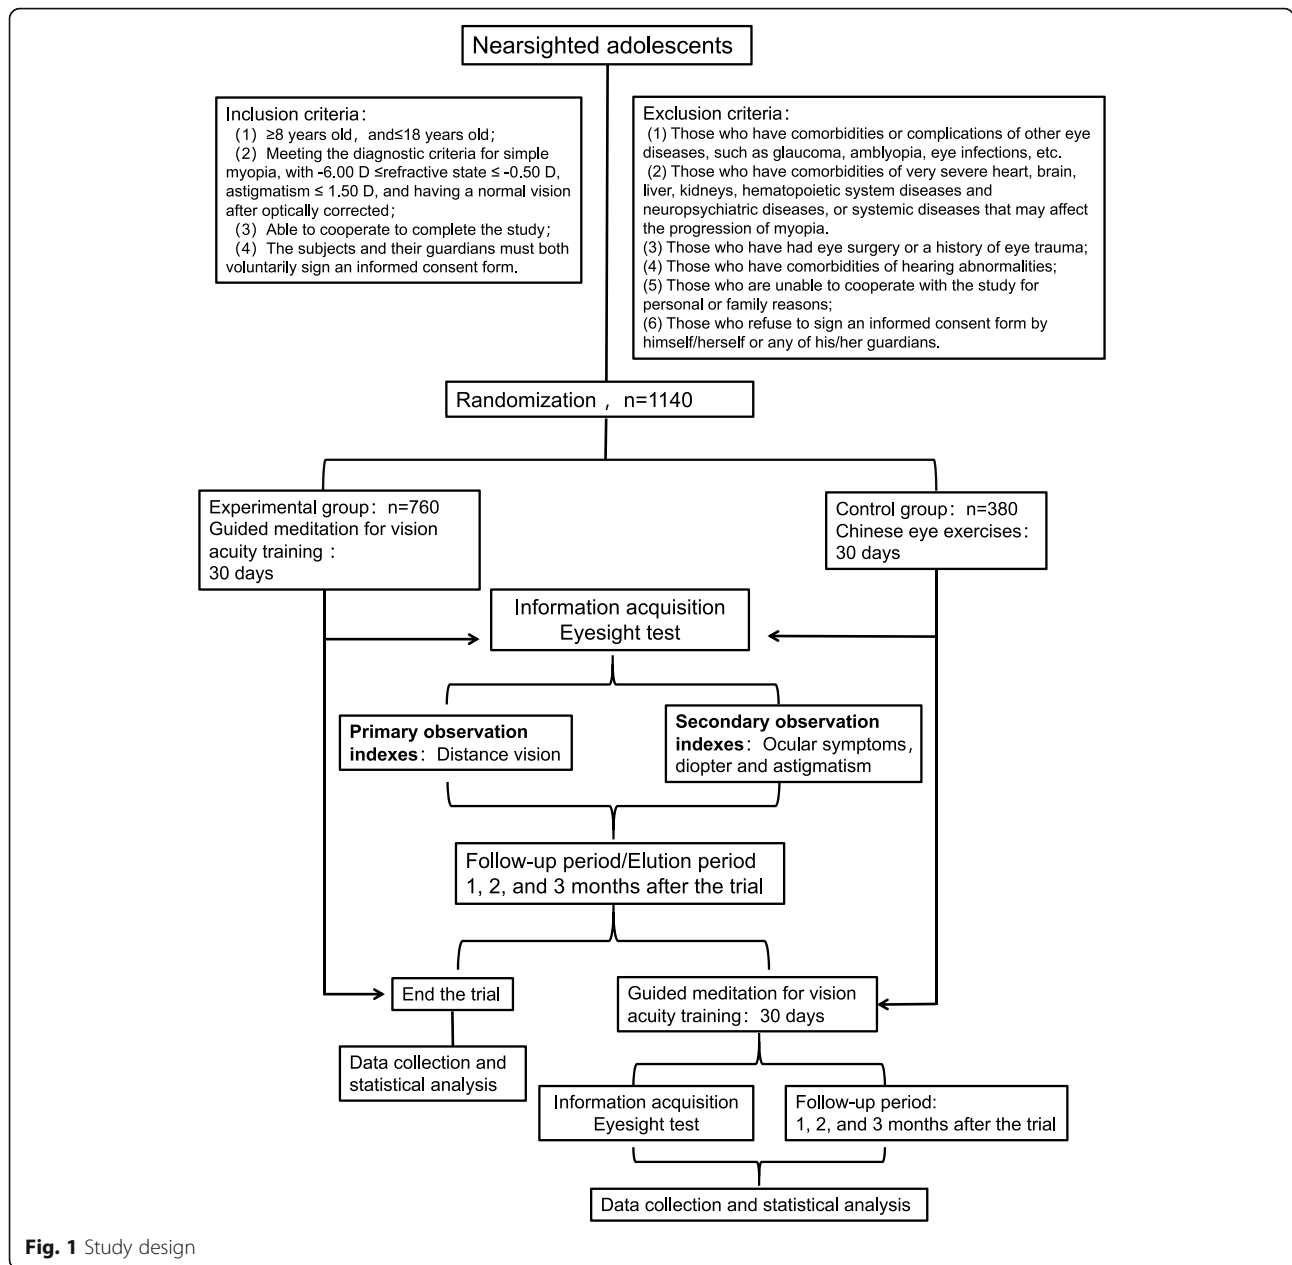 Nearsighted adolescents
Inclusion criteria:
(1) ≥8 years old, and≤18 years old;
(2) Meeting the diagnostic criteria for simple
myopia, with -6.00 D ≤refractive state ≤ -0.50 D,
astigmatism ≤ 1.50 D, and having a normal vision
after optically corrected;
(3) Able to cooperate to complete the study;
(4) The subjects and their guardians must both
voluntarily sign an informed consent form.
Exclusion criteria:
(1) Those who have comorbidities or complications of other eye
diseases, such as glaucoma, amblyopia, eye infections, etc.
(2) Those who have comorbidities of very severe heart, brain,
liver, kidneys, hematopoietic system diseases and
neuropsychiatric diseases, or systemic diseases that may affect
the progression of myopia.
(3) Those who have had eye surgery or a history of eye trauma;
(4) Those who have comorbidities of hearing abnormalities;
(5) Those who are unable to cooperate with the study for
personal or family reasons;
(6) Those who refuse to sign an informed consent form by
himself/herself or any of his/her guardians.
Randomization , n=1140
Experimental group: n=760
Guided meditation for vision
acuity training :
30 days
Control group: n=380
Chinese eye exercises:
30 days
Information acquisition
Eyesight test
Primary observation
indexes: Distance vision
Secondary observation
indexes: Ocular symptoms,
diopter and astigmatism
Follow-up period/Elution period
1, 2, and 3 months after the trial
End the trial
Guided meditation for vision
acuity training: 30 days
Data collection and
statistical analysis
Information acquisition
Eyesight test
Follow-up period:
1, 2, and 3 months after the trial
Data collection and statistical analysis
Fig. 1 Study design